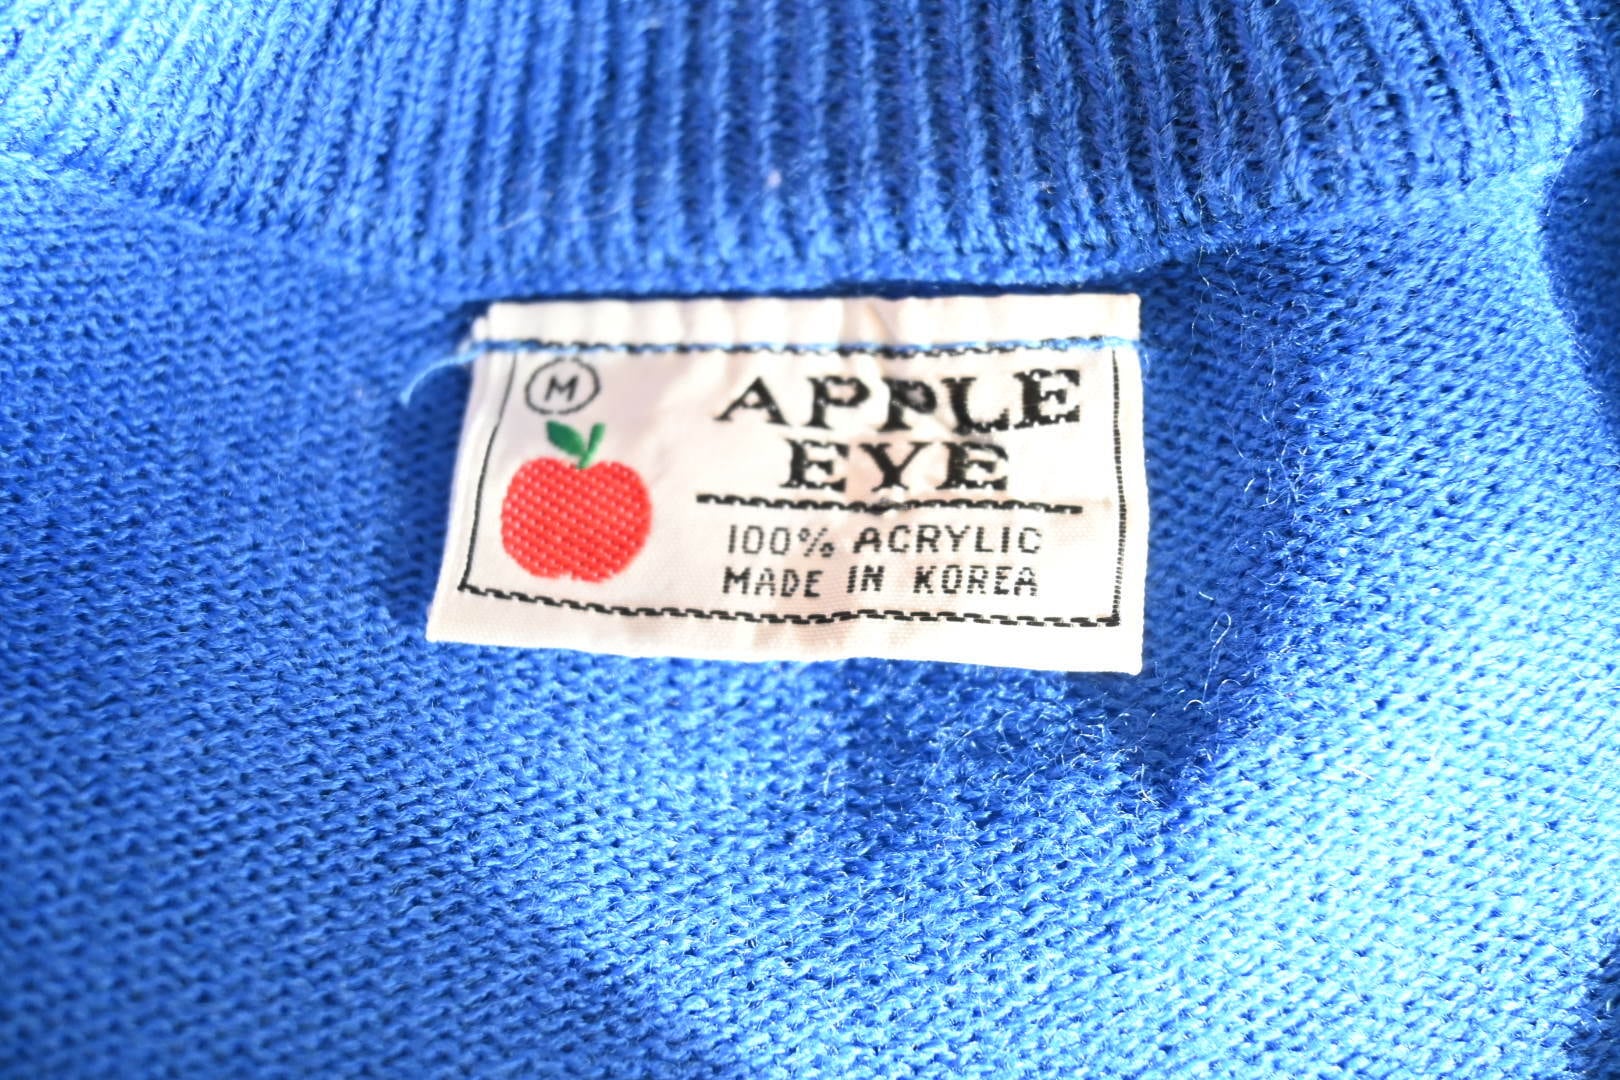 M
APPLE
EYE
100% ACRYLIC
MADE IN KOREA